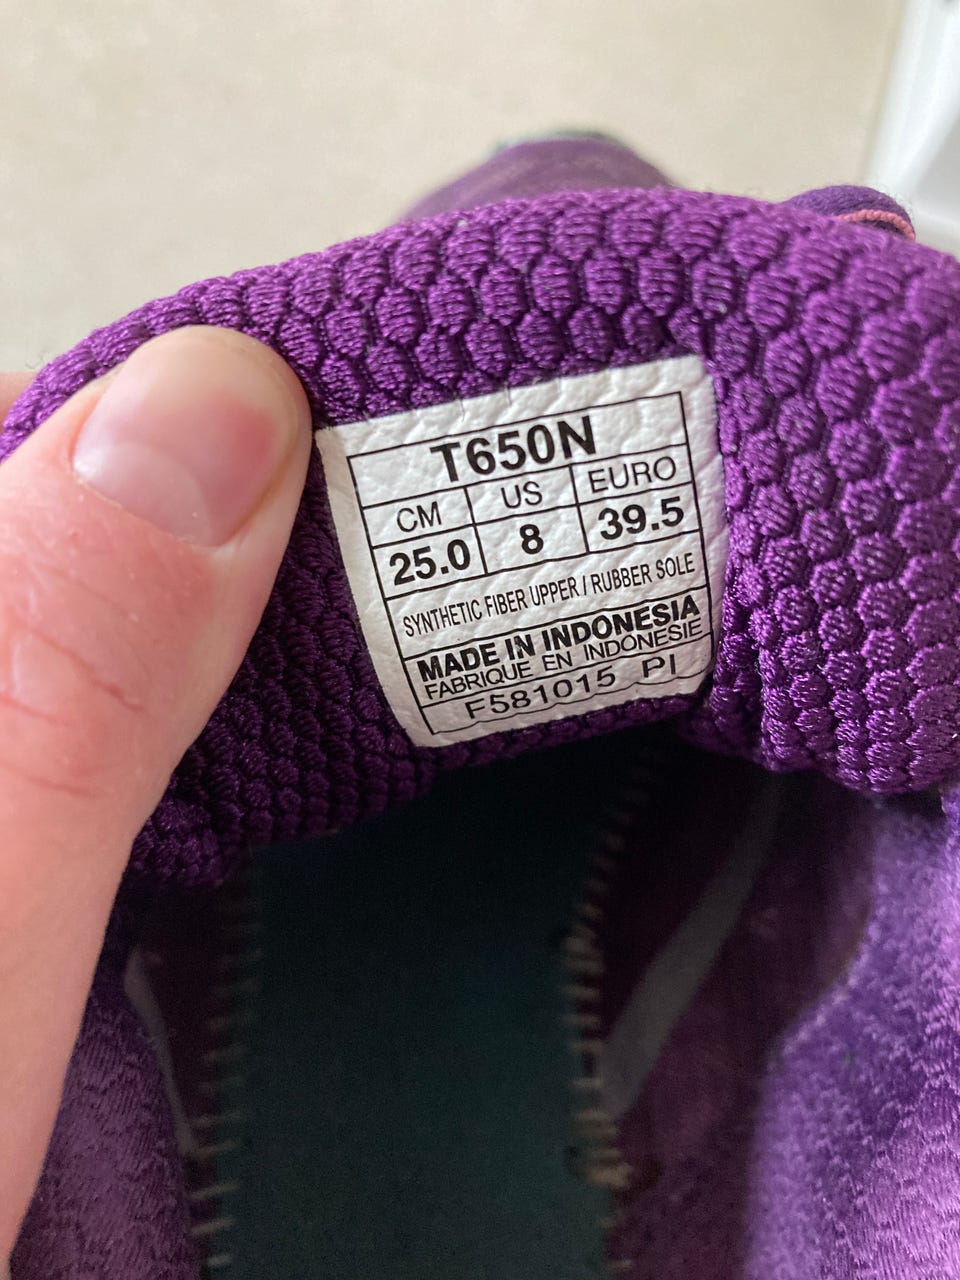 T650N
CM US EURO
25.0 8 39.5
SYNTHETIC FIBER UPPER / RUBBER SOLE
MADE IN INDONESIA
FABRIQUE EN INDONESIE
F581015 PI